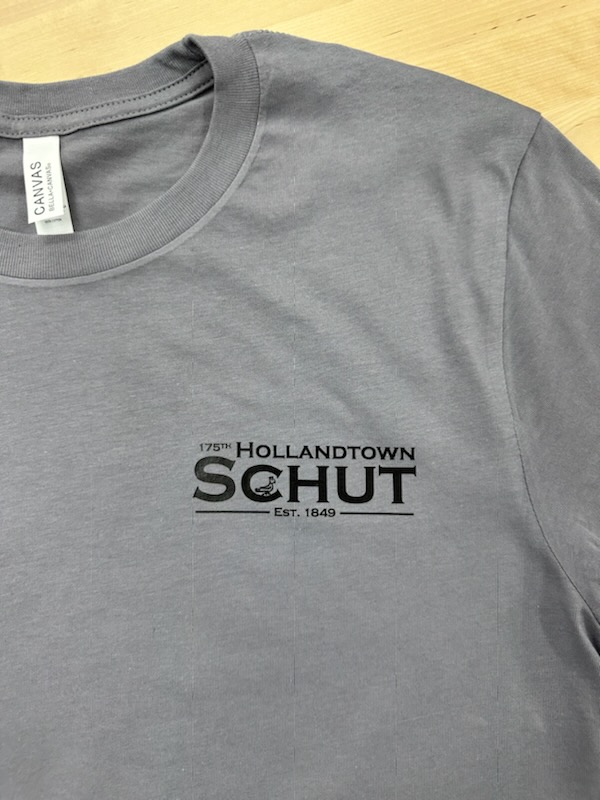 CANVAS
BELLA+CANVAS®
175TH HOLLANDTOWN
SCHUT
EST. 1849